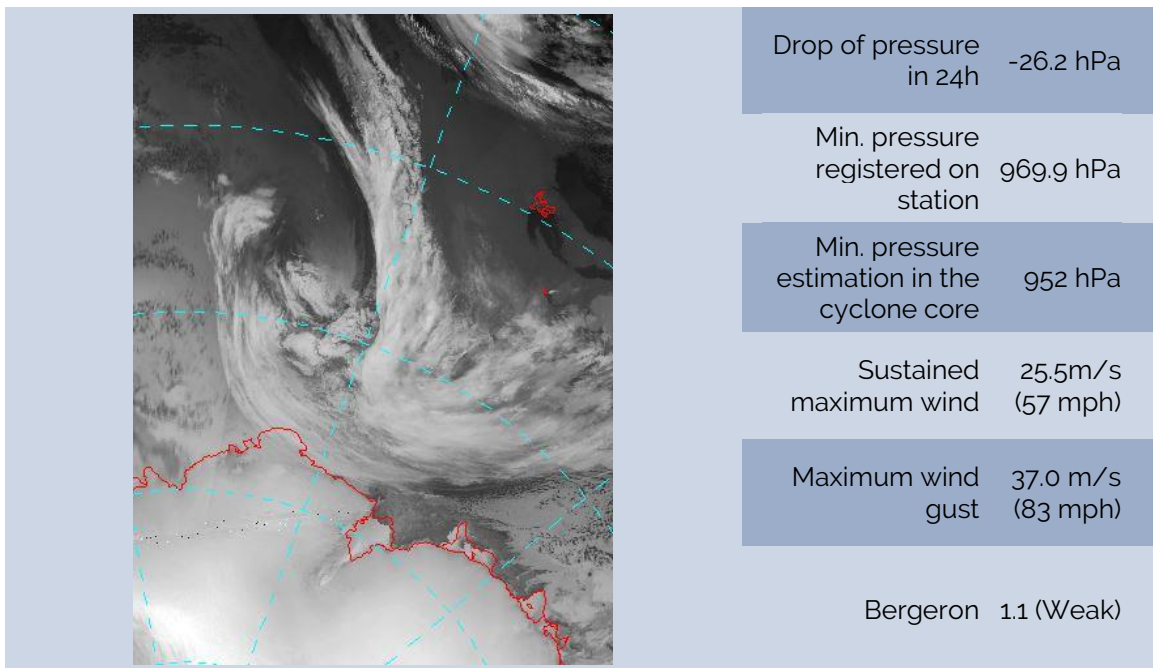 Drop of pressure
in 24h
-26.2 hPa
Min. pressure
registered on
station
969.9 hPa
Min. pressure
estimation in the
cyclone core
952 hPa
Sustained
maximum wind
25.5m/s
(57 mph)
Maximum wind
gust
37.0 m/s
(83 mph)
Bergeron
1.1 (Weak)